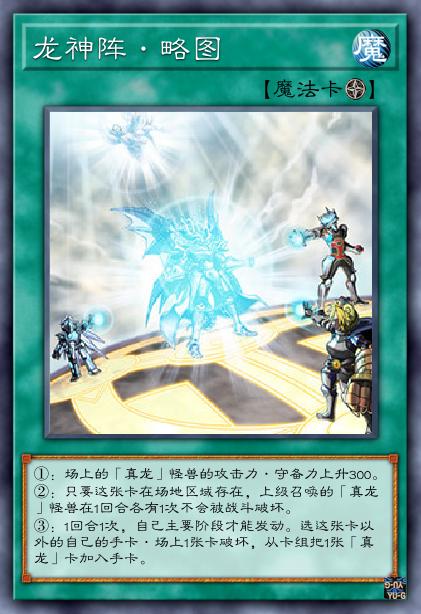 龙神阵·略图
魔
【魔法卡】
①：场上的「真龙」怪兽的攻击力·守备力上升300。
②：只要这张卡在场地区域存在，上级召唤的「真龙」
怪兽在1回合各有1次不会被战斗破坏。
③：1回合1次，自己主要阶段才能发动。选这张卡以
外的自己的手卡·场上1张卡破坏，从卡组把1张「真
龙」卡加入手卡。